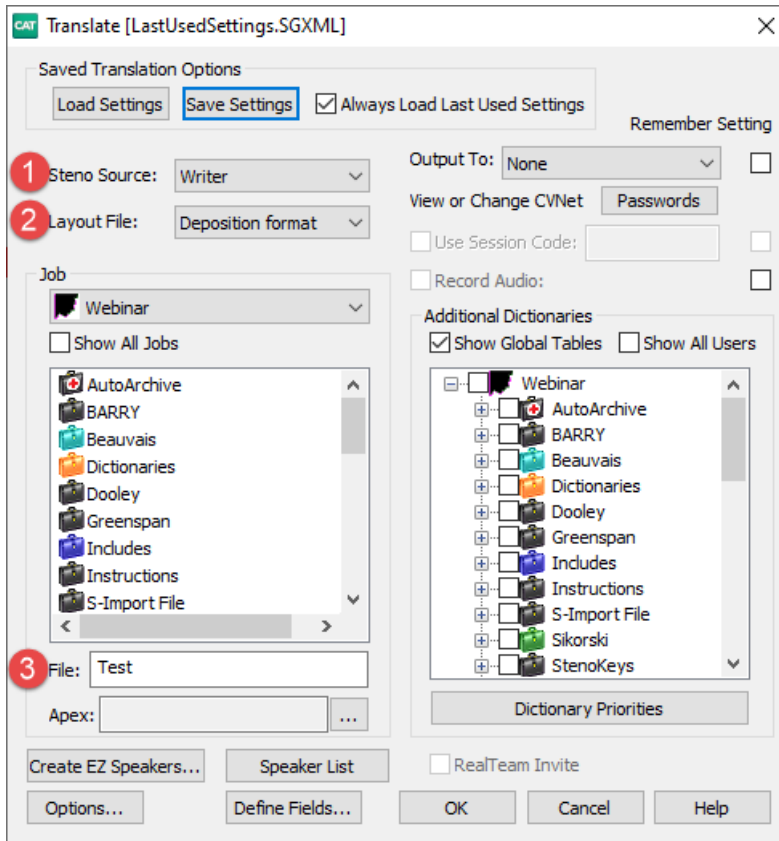 CAT Translate [LastUsedSettings.SGXML]
Saved Translation Options
Load Settings Save Settings Always Load Last Used Settings
Remember Setting
1 Steno Source: Writer
2 Layout File: Deposition format
Output To: None
View or Change CVNet Passwords
Use Session Code:
Record Audio:
Job
Webinar
Show All Jobs
AutoArchive
BARRY
Beauvais
Dictionaries
Dooley
Greenspan
Includes
Instructions
S-Import File
3 File: Test
Apex: ...
Additional Dictionaries
Show Global Tables Show All Users
Webinar
AutoArchive
BARRY
Beauvais
Dictionaries
Dooley
Greenspan
Includes
Instructions
S-Import File
Sikorski
StenoKeys
Dictionary Priorities
Create EZ Speakers... Speaker List RealTeam Invite
Options... Define Fields... OK Cancel Help